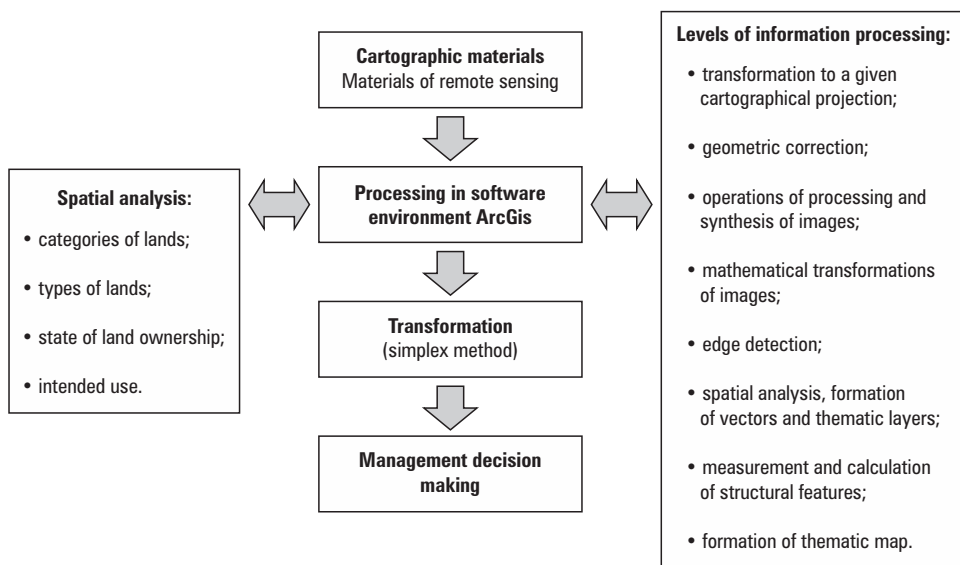 Cartographic materials
Materials of remote sensing
Processing in software
environment ArcGis
Transformation
(simplex method)
Management decision
making
Spatial analysis:
• categories of lands;
• types of lands;
• state of land ownership;
• intended use.
Levels of information processing:
• transformation to a given
cartographical projection;
• geometric correction;
• operations of processing and
synthesis of images;
• mathematical transformations
of images;
• edge detection;
• spatial analysis, formation
of vectors and thematic layers;
• measurement and calculation
of structural features;
• formation of thematic map.